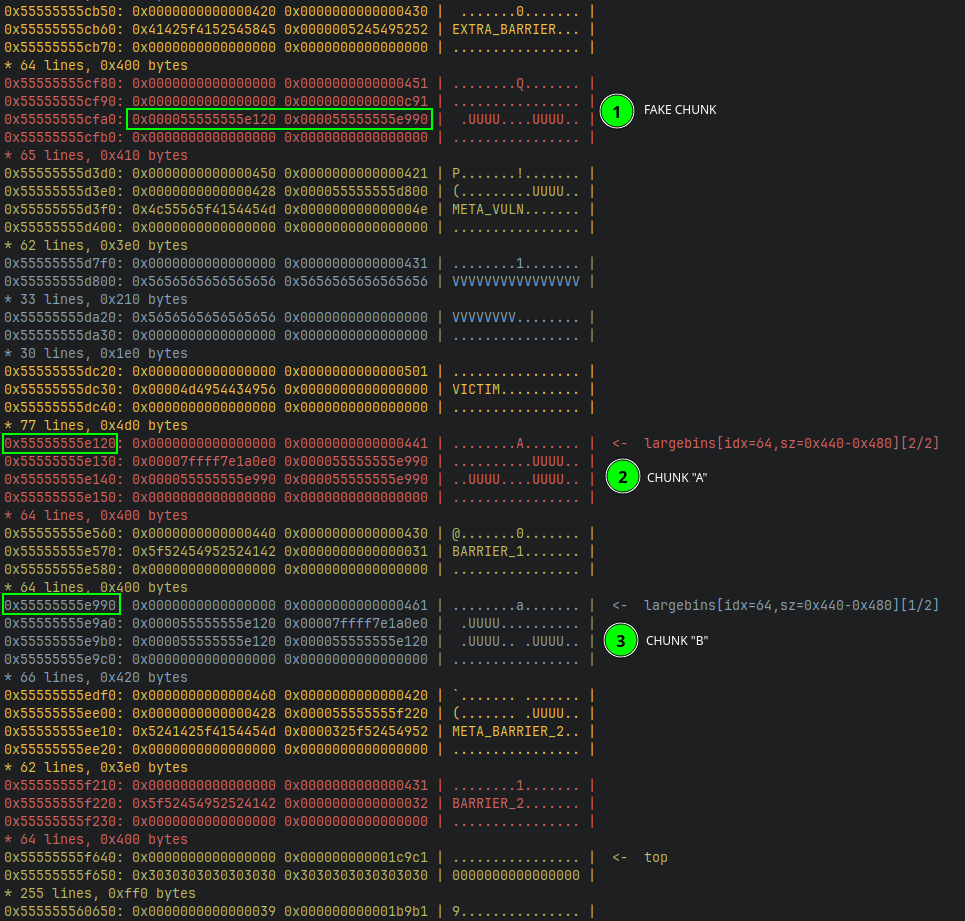 0x55555555cb50: 0x0000000000000420 0x0000000000000430 |  .......0....... |
0x55555555cb60: 0x41425f4152545845 0x0000005245495252 | EXTRA_BARRIER... |
0x55555555cb70: 0x0000000000000000 0x0000000000000000 | ................ |
* 64 lines, 0x400 bytes
0x55555555cf80: 0x0000000000000000 0x0000000000000451 | ........Q....... |
0x55555555cf90: 0x0000000000000000 0x0000000000000c91 | ................ |
0x55555555cfa0: 0x000055555555e120 0x000055555555e990 |  .UUUU....UUUU.. | 1 FAKE CHUNK
0x55555555cfb0: 0x0000000000000000 0x0000000000000000 | ................ |
* 65 lines, 0x410 bytes
0x55555555d3d0: 0x0000000000000450 0x0000000000000421 | P.......!....... |
0x55555555d3e0: 0x0000000000000428 0x000055555555d800 | (.........UUUU.. |
0x55555555d3f0: 0x4c55565f4154454d 0x000000000000004e | META_VULN....... |
0x55555555d400: 0x0000000000000000 0x0000000000000000 | ................ |
* 62 lines, 0x3e0 bytes
0x55555555d7f0: 0x0000000000000000 0x0000000000000431 | ........1....... |
0x55555555d800: 0x5656565656565656 0x5656565656565656 | VVVVVVVVVVVVVVVV |
* 33 lines, 0x210 bytes
0x55555555da20: 0x5656565656565656 0x0000000000000000 | VVVVVVVV........ |
0x55555555da30: 0x0000000000000000 0x0000000000000000 | ................ |
* 30 lines, 0x1e0 bytes
0x55555555dc20: 0x0000000000000000 0x0000000000000501 | ................ |
0x55555555dc30: 0x00004d4954434956 0x0000000000000000 | VICTIM.......... |
0x55555555dc40: 0x0000000000000000 0x0000000000000000 | ................ |
* 77 lines, 0x4d0 bytes
0x55555555e120: 0x0000000000000000 0x0000000000000441 | ........A....... |  <-  largebins[idx=64,sz=0x440-0x480][2/2]
0x55555555e130: 0x00007ffff7e1a0e0 0x000055555555e990 | ..........UUUU.. |
0x55555555e140: 0x000055555555e990 0x000055555555e990 | ..UUUU....UUUU.. | 2 CHUNK "A"
0x55555555e150: 0x0000000000000000 0x0000000000000000 | ................ |
* 64 lines, 0x400 bytes
0x55555555e560: 0x0000000000000440 0x0000000000000430 | @.......0....... |
0x55555555e570: 0x5f52454952524142 0x0000000000000031 | BARRIER_1....... |
0x55555555e580: 0x0000000000000000 0x0000000000000000 | ................ |
* 64 lines, 0x400 bytes
0x55555555e990: 0x0000000000000000 0x0000000000000461 | ........a....... |  <-  largebins[idx=64,sz=0x440-0x480][1/2]
0x55555555e9a0: 0x000055555555e120 0x00007ffff7e1a0e0 |  .UUUU.......... |
0x55555555e9b0: 0x000055555555e120 0x000055555555e120 |  .UUUU.. .UUUU.. | 3 CHUNK "B"
0x55555555e9c0: 0x0000000000000000 0x0000000000000000 | ................ |
* 66 lines, 0x420 bytes
0x55555555edf0: 0x0000000000000460 0x0000000000000420 | `....... ....... |
0x55555555ee00: 0x0000000000000428 0x000055555555f220 | (....... .UUUU.. |
0x55555555ee10: 0x5241425f4154454d 0x0000325f52454952 | META_BARRIER_2.. |
0x55555555ee20: 0x0000000000000000 0x0000000000000000 | ................ |
* 62 lines, 0x3e0 bytes
0x55555555f210: 0x0000000000000000 0x0000000000000431 | ........1....... |
0x55555555f220: 0x5f52454952524142 0x0000000000000032 | BARRIER_2....... |
0x55555555f230: 0x0000000000000000 0x0000000000000000 | ................ |
* 64 lines, 0x400 bytes
0x55555555f640: 0x0000000000000000 0x000000000001c9c1 | ................ |  <-  top
0x55555555f650: 0x3030303030303030 0x3030303030303030 | 0000000000000000 |
* 255 lines, 0xff0 bytes
0x555555560650: 0x0000000000000039 0x000000000001b9b1 | 9............... |